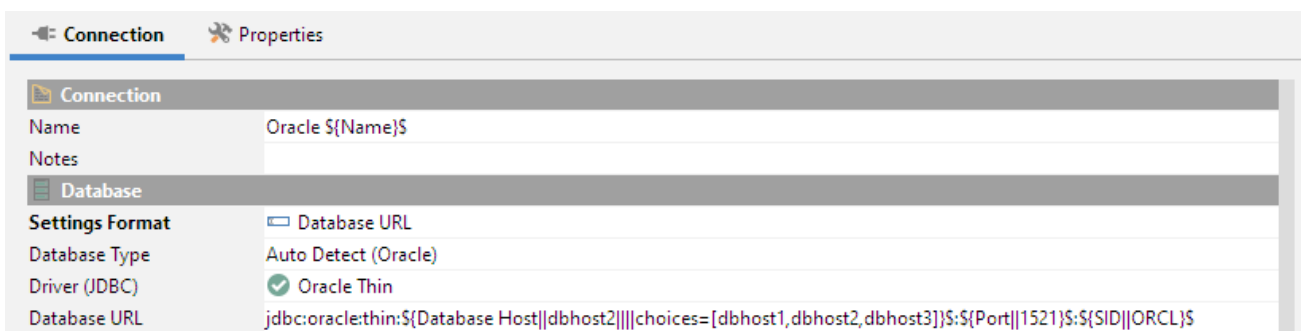 Connection Properties
Connection
Name Oracle ${Name}$
Notes
Database
Settings Format Database URL
Database Type Auto Detect (Oracle)
Driver (JDBC) Oracle Thin
Database URL jdbc:oracle:thin:${Database Host||dbhost2||||choices=[dbhost1,dbhost2,dbhost3]}$:${Port||1521}$:${SID||ORCL}$